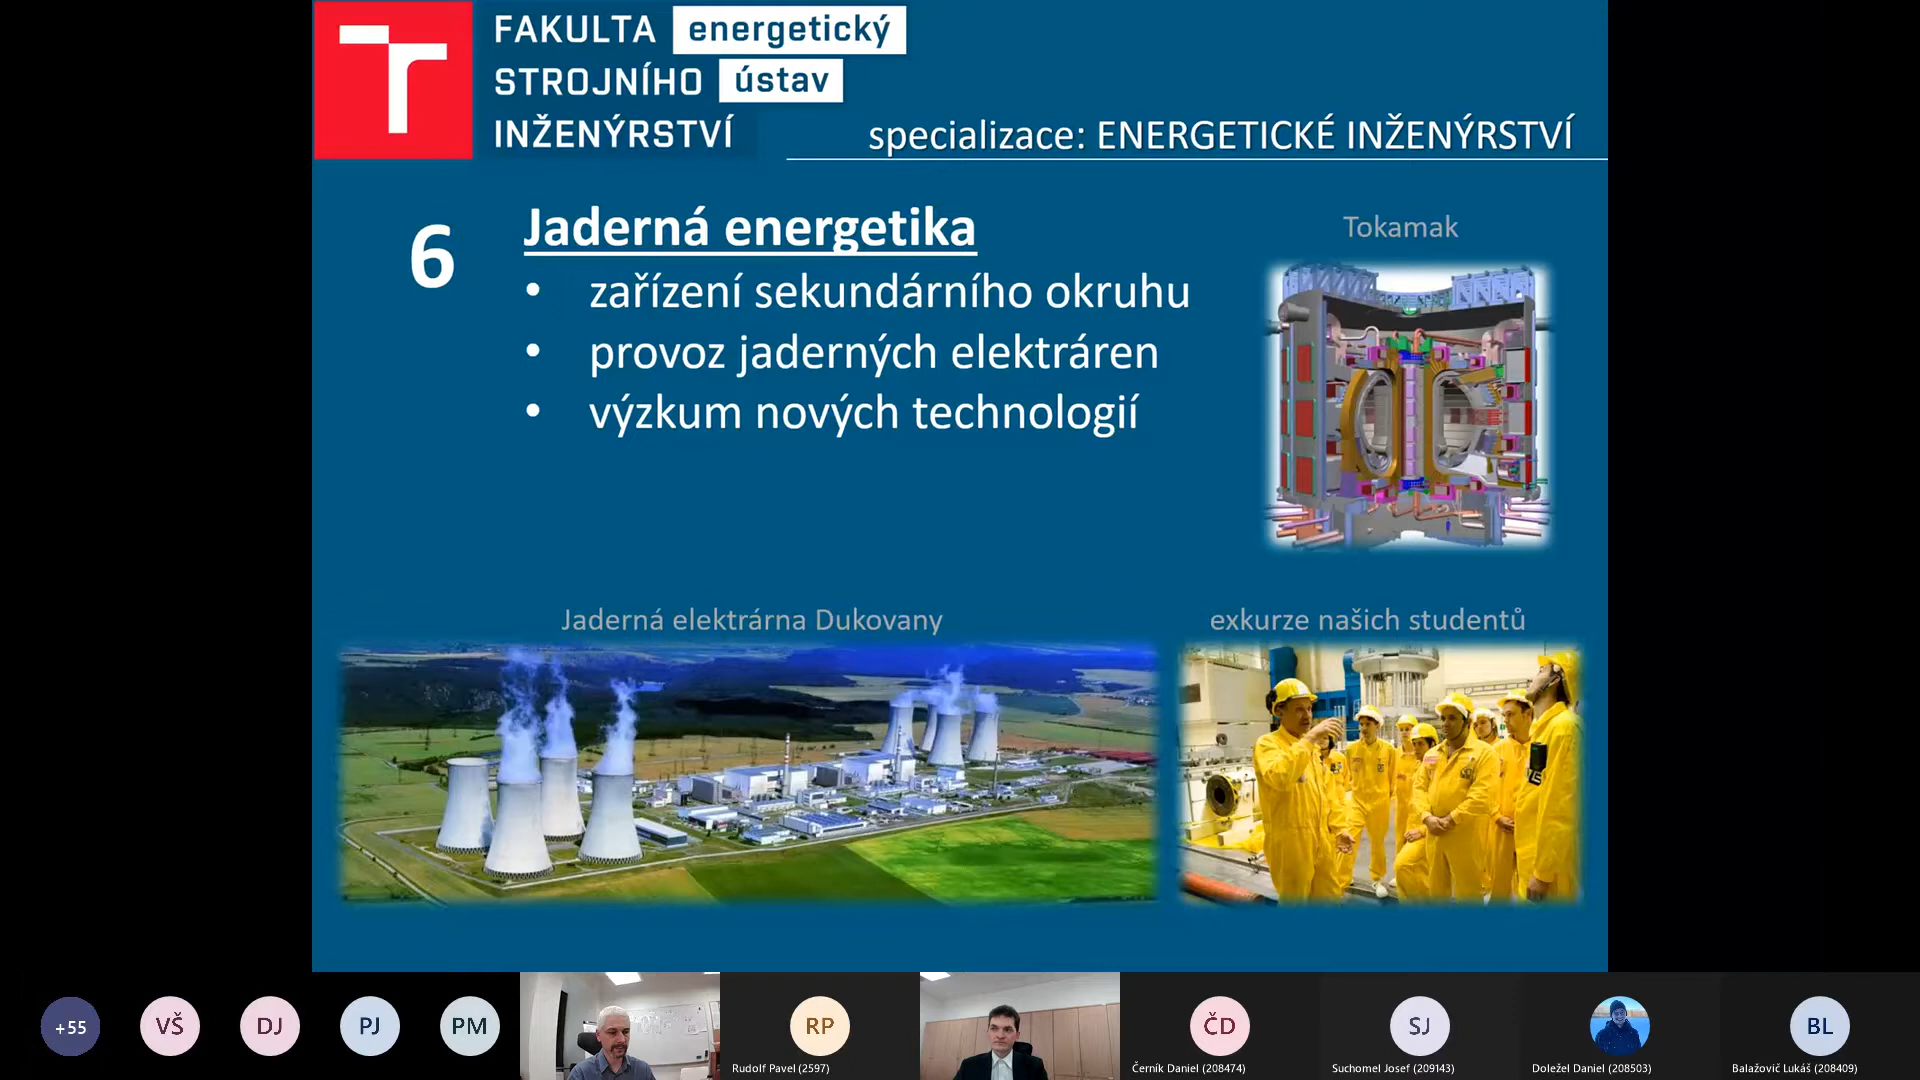 FAKULTA energetický
STROJNÍHO ústav
INŽENÝRSTVÍ
specializace: ENERGETICKÉ INŽENÝRSTVÍ
6
Jaderná energetika
• zařízení sekundárního okruhu
• provoz jaderných elektráren
• výzkum nových technologií
Tokamak
Jaderná elektrárna Dukovany
exkurze našich studentů
+55
VŠ
DJ
PJ
PM
RP
Rudolf Pavel (2597)
ČD
Černík Daniel (208474)
SJ
Suchomel Josef (209143)
Doležel Daniel (208503)
BL
Balažovič Lukáš (208409)